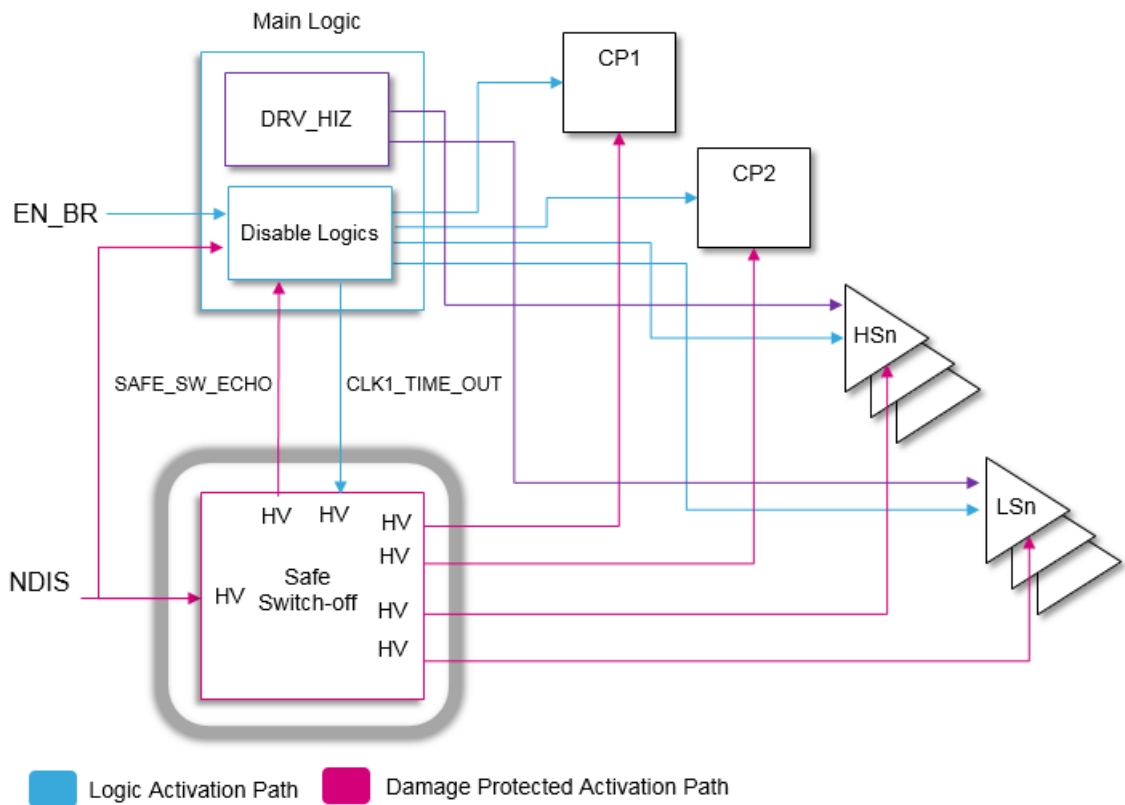 Main Logic
CP1
DRV_HIZ
CP2
EN_BR
Disable Logics
HSn
SAFE_SW_ECHO
CLK1_TIME_OUT
LSn
HV
HV
HV
HV
Safe
Switch-off
NDIS
HV
HV
HV
Logic Activation Path
Damage Protected Activation Path